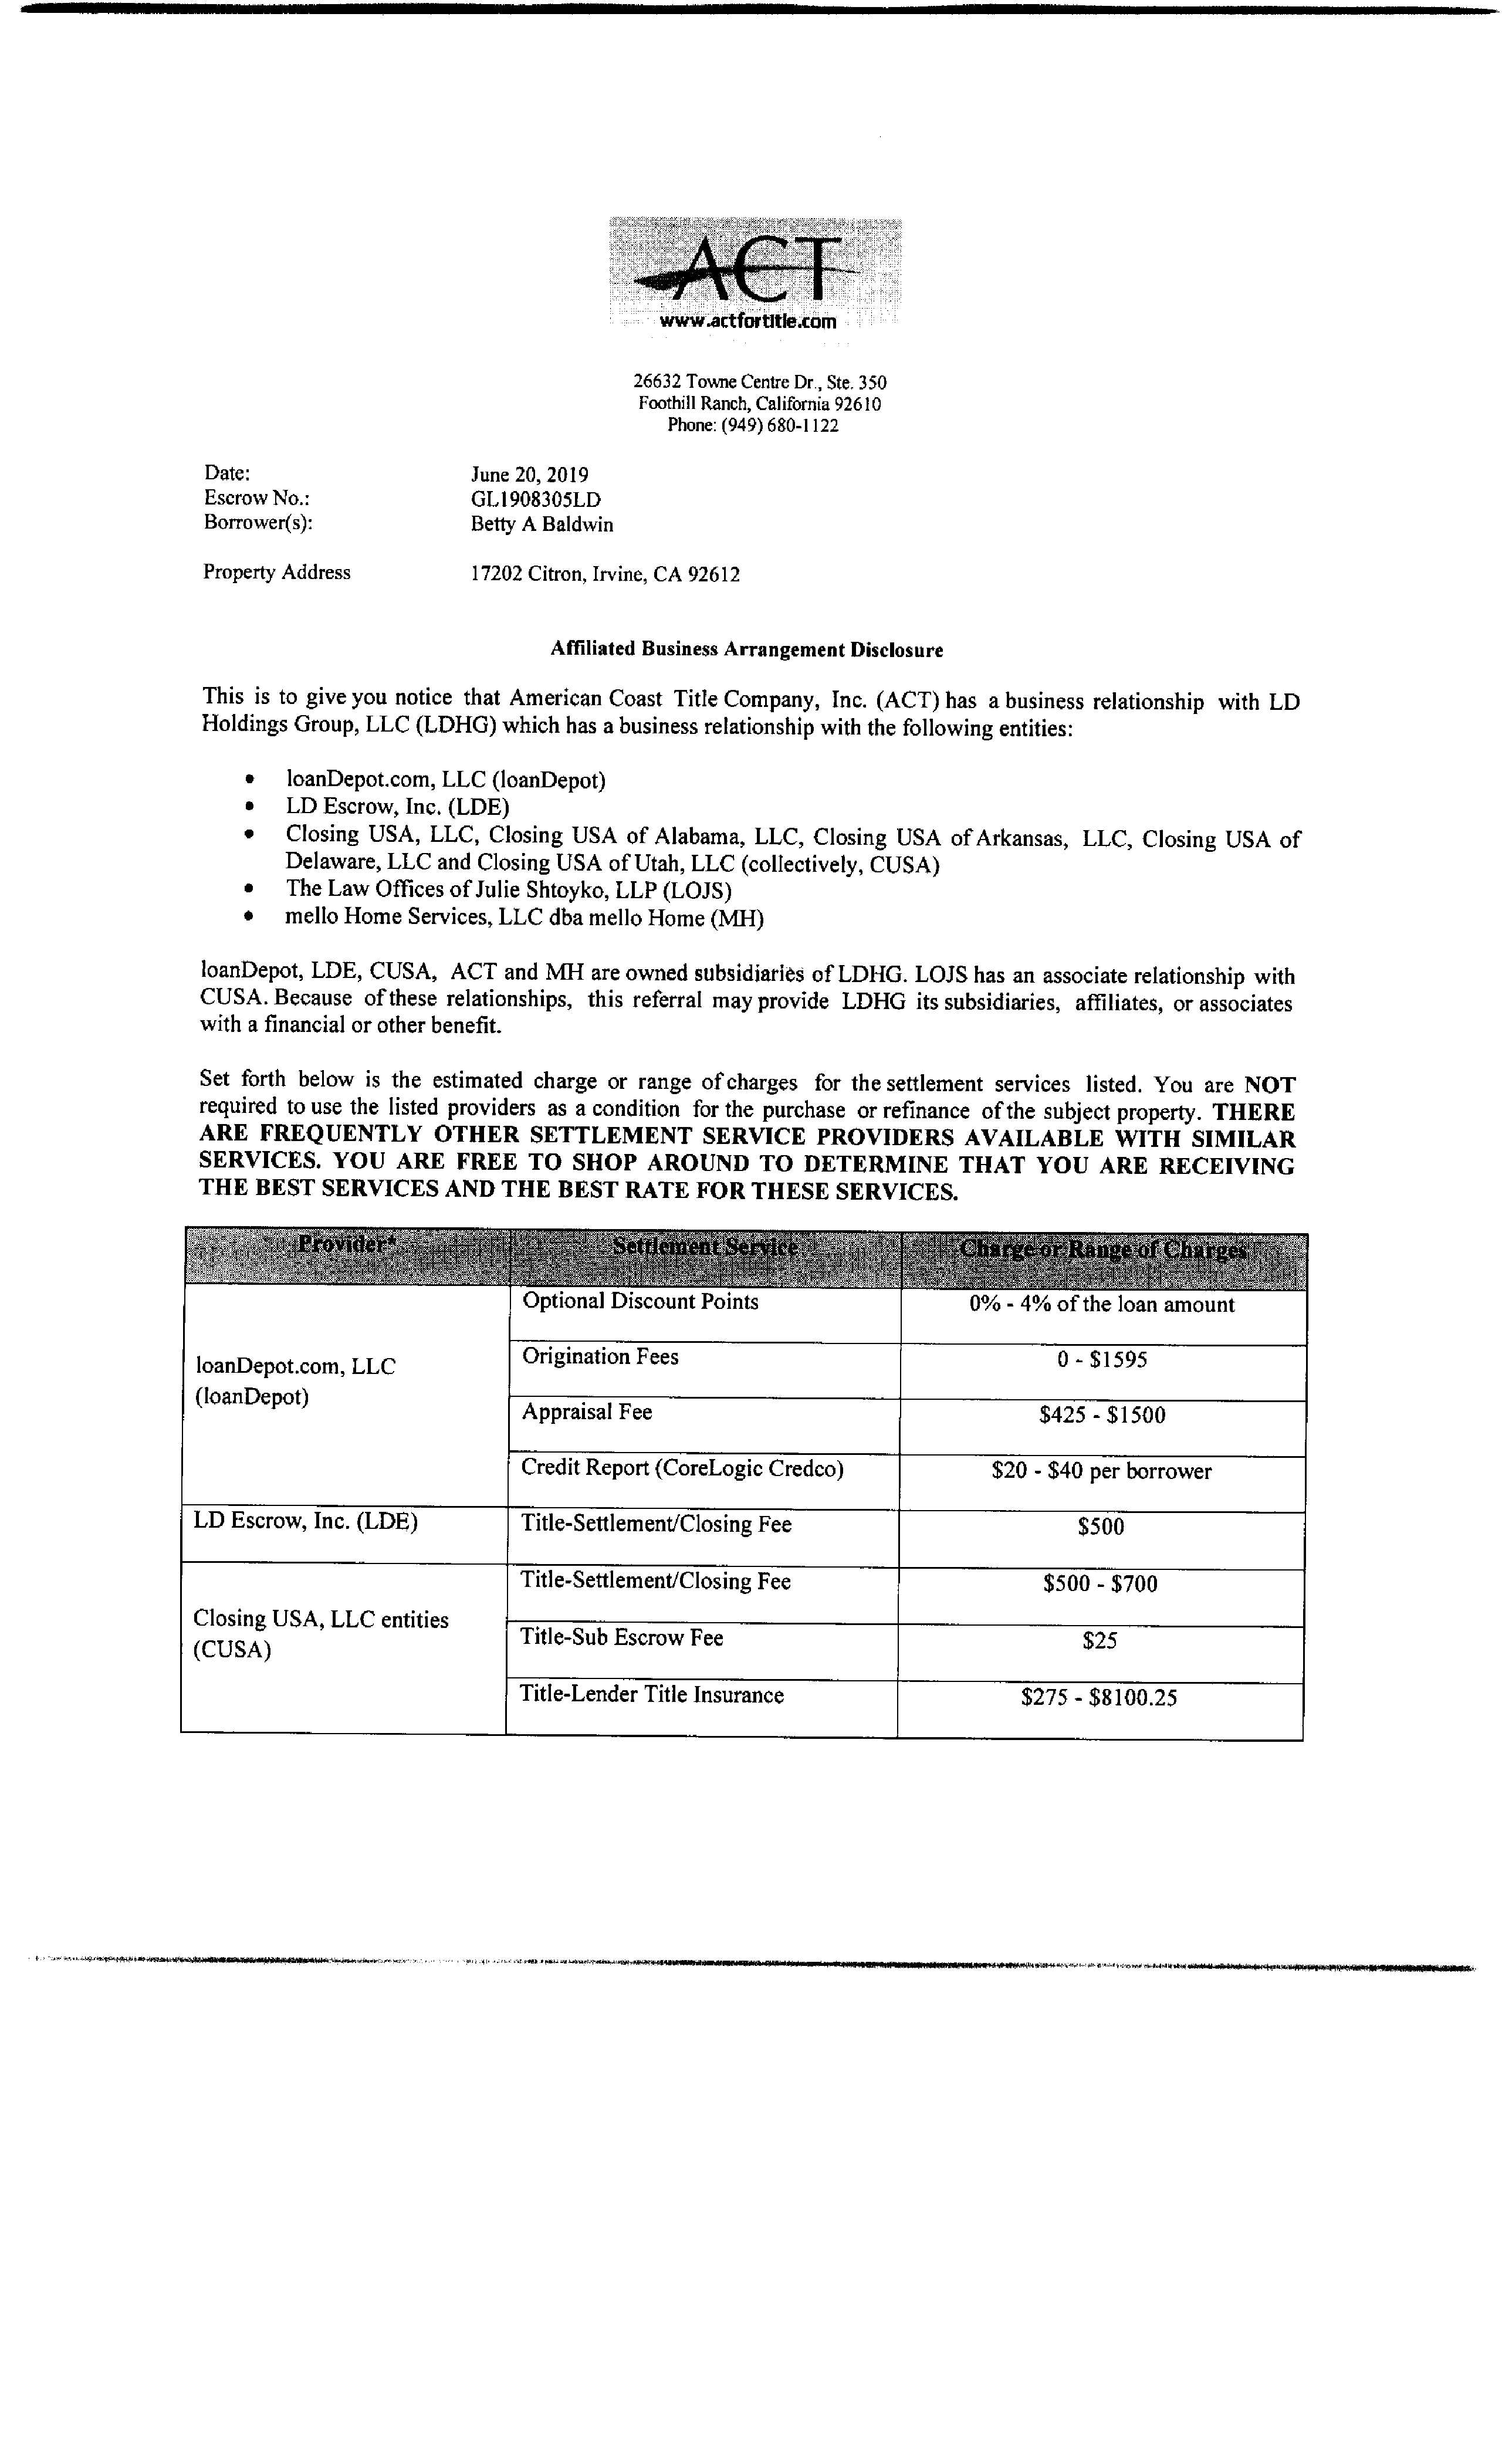 ACT
www.actfortitle.com
26632 Towne Centre Dr., Ste. 350
Foothill Ranch, California 92610
Phone: (949) 680-1122
Date: June 20, 2019
Escrow No.: GL1908305LD
Borrower(s): Betty A Baldwin
Property Address 17202 Citron, Irvine, CA 92612
Affiliated Business Arrangement Disclosure
This is to give you notice that American Coast Title Company, Inc. (ACT) has a business relationship with LD
Holdings Group, LLC (LDHG) which has a business relationship with the following entities:
• loanDepot.com, LLC (loanDepot)
• LD Escrow, Inc. (LDE)
• Closing USA, LLC, Closing USA of Alabama, LLC, Closing USA of Arkansas, LLC, Closing USA of
Delaware, LLC and Closing USA of Utah, LLC (collectively, CUSA)
• The Law Offices of Julie Shtoyko, LLP (LOJS)
• mello Home Services, LLC dba mello Home (MH)
loanDepot, LDE, CUSA, ACT and MH are owned subsidiaries of LDHG. LOJS has an associate relationship with
CUSA. Because of these relationships, this referral may provide LDHG its subsidiaries, affiliates, or associates
with a financial or other benefit.
Set forth below is the estimated charge or range of charges for the settlement services listed. You are NOT
required to use the listed providers as a condition for the purchase or refinance of the subject property. THERE
ARE FREQUENTLY OTHER SETTLEMENT SERVICE PROVIDERS AVAILABLE WITH SIMILAR
SERVICES. YOU ARE FREE TO SHOP AROUND TO DETERMINE THAT YOU ARE RECEIVING
THE BEST SERVICES AND THE BEST RATE FOR THESE SERVICES.
Provider* Settlement Service Charge or Range of Charges
loanDepot.com, LLC
(loanDepot)
Optional Discount Points 0% - 4% of the loan amount
Origination Fees 0 - $1595
Appraisal Fee $425 - $1500
Credit Report (CoreLogic Credco) $20 - $40 per borrower
LD Escrow, Inc. (LDE) Title-Settlement/Closing Fee $500
Closing USA, LLC entities
(CUSA)
Title-Settlement/Closing Fee $500 - $700
Title-Sub Escrow Fee $25
Title-Lender Title Insurance $275 - $8100.25